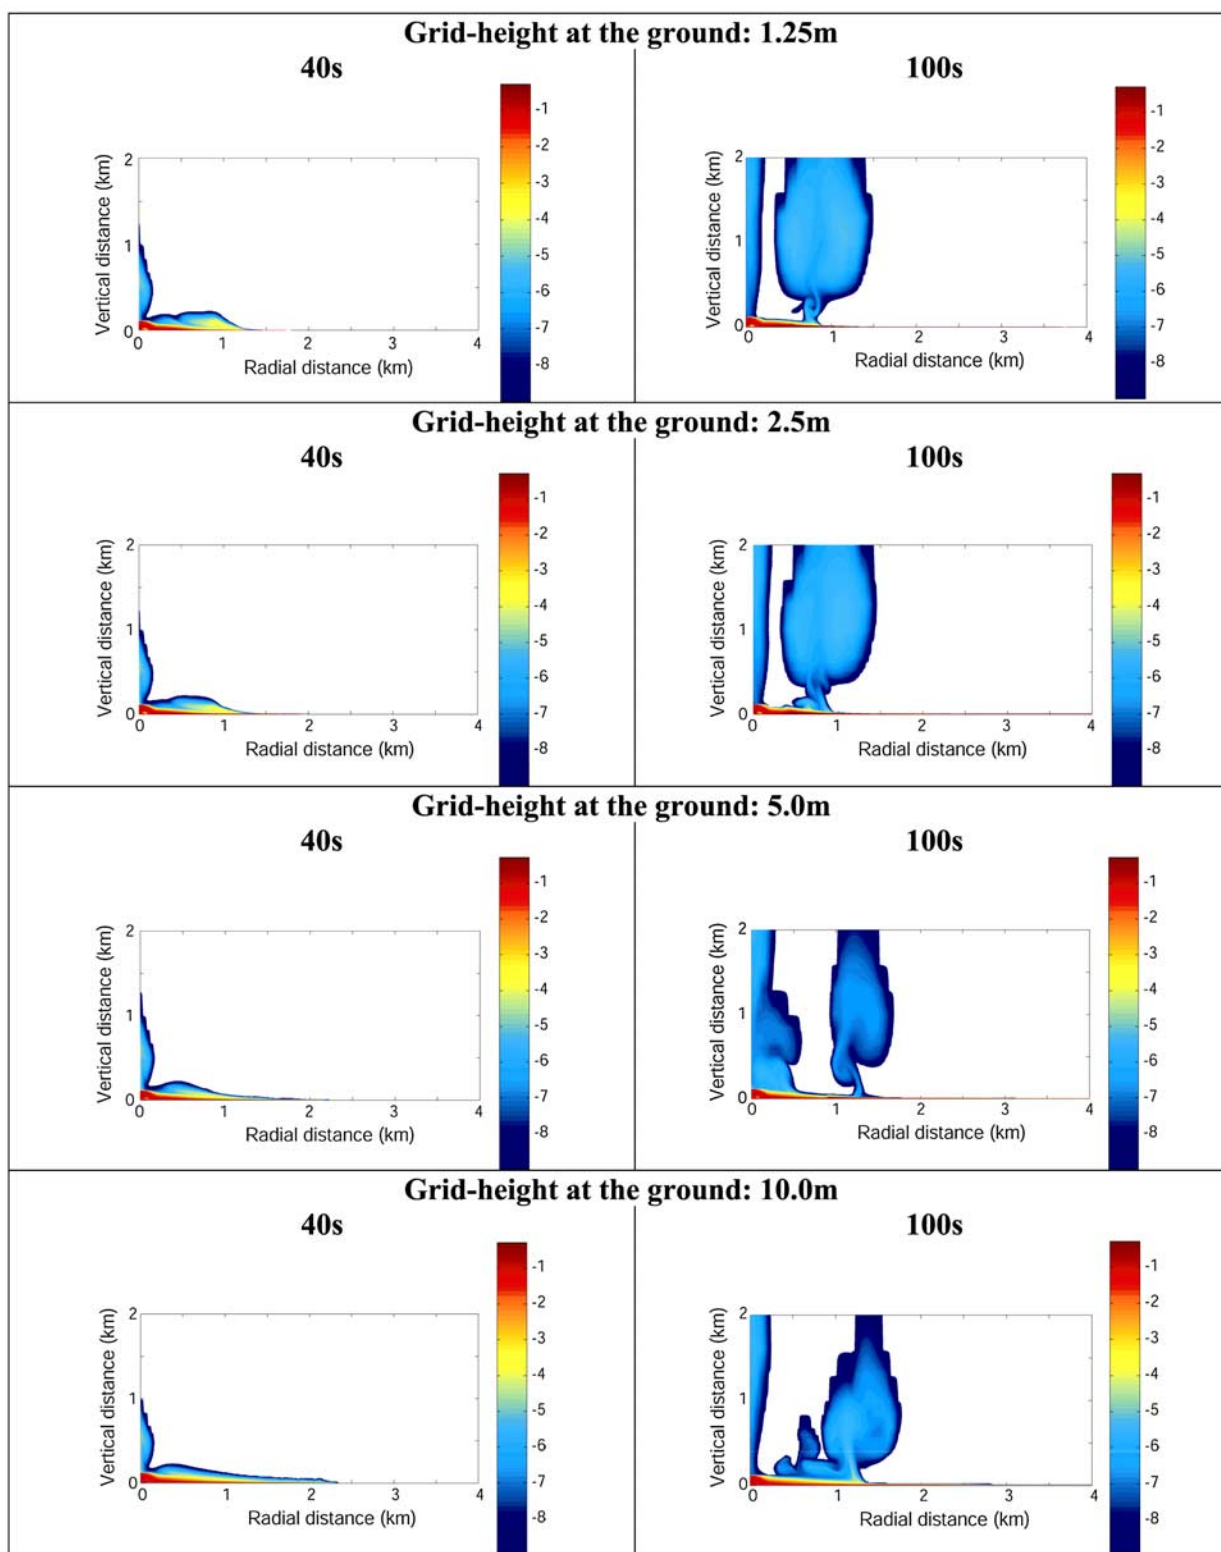 Grid-height at the ground: 1.25m
40s
100s
Vertical distance (km)
2
1
0
0 1 2 3 4
Radial distance (km)
-1
-2
-3
-4
-5
-6
-7
-8
Vertical distance (km)
2
1
0
0 1 2 3 4
Radial distance (km)
-1
-2
-3
-4
-5
-6
-7
-8
Grid-height at the ground: 2.5m
40s
100s
Vertical distance (km)
2
1
0
0 1 2 3 4
Radial distance (km)
-1
-2
-3
-4
-5
-6
-7
-8
Vertical distance (km)
2
1
0
0 1 2 3 4
Radial distance (km)
-1
-2
-3
-4
-5
-6
-7
-8
Grid-height at the ground: 5.0m
40s
100s
Vertical distance (km)
2
1
0
0 1 2 3 4
Radial distance (km)
-1
-2
-3
-4
-5
-6
-7
-8
Vertical distance (km)
2
1
0
0 1 2 3 4
Radial distance (km)
-1
-2
-3
-4
-5
-6
-7
-8
Grid-height at the ground: 10.0m
40s
100s
Vertical distance (km)
2
1
0
0 1 2 3 4
Radial distance (km)
-1
-2
-3
-4
-5
-6
-7
-8
Vertical distance (km)
2
1
0
0 1 2 3 4
Radial distance (km)
-1
-2
-3
-4
-5
-6
-7
-8